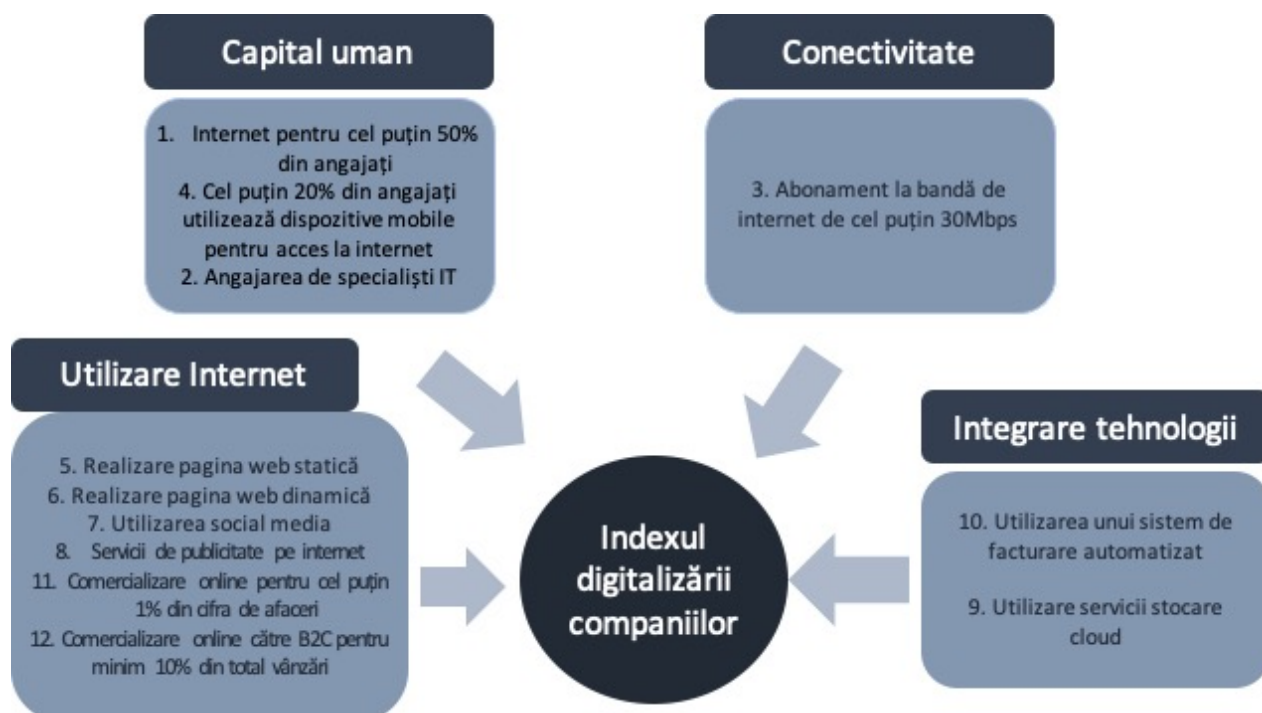 Capital uman
1. Internet pentru cel puțin 50%
din angajați
4. Cel puțin 20% din angajați
utilizează dispozitive mobile
pentru acces la internet
2. Angajarea de specialiști IT
Conectivitate
3. Abonament la bandă de
internet de cel puțin 30Mbps
Utilizare Internet
5. Realizare pagina web statică
6. Realizare pagina web dinamică
7. Utilizarea social media
8. Servicii de publicitate pe internet
11. Comercializare online pentru cel puțin
1% din cifra de afaceri
12. Comercializare online către B2C pentru
minim 10% din total vânzări
Indexul
digitalizării
companiilor
Integrare tehnologii
10. Utilizarea unui sistem de
facturare automatizat
9. Utilizare servicii stocare
cloud